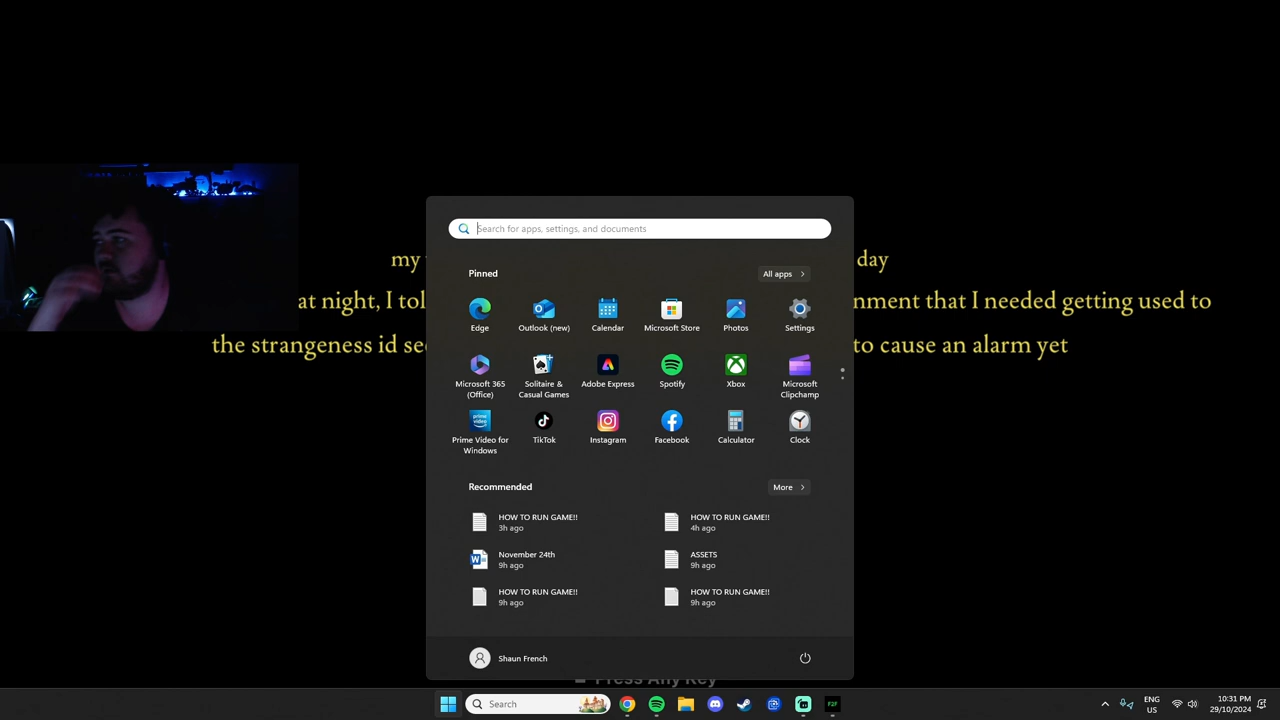 Search for apps, settings, and documents
my
day
at night, I tol
nment that I needed getting used to
the strangeness id see
to cause an alarm yet
Pinned
All apps
Edge
Outlook (new)
Calendar
Microsoft Store
Photos
Settings
Microsoft 365
(Office)
Solitaire &
Casual Games
Adobe Express
Spotify
Xbox
Microsoft
Clipchamp
prime video
Prime Video for
Windows
TikTok
Instagram
Facebook
Calculator
Clock
Recommended
More
HOW TO RUN GAME!!
3h ago
HOW TO RUN GAME!!
4h ago
November 24th
9h ago
ASSETS
9h ago
HOW TO RUN GAME!!
9h ago
HOW TO RUN GAME!!
9h ago
Shaun French
Press Any Key
Search
F2F
ENG
US
10:31 PM
29/10/2024